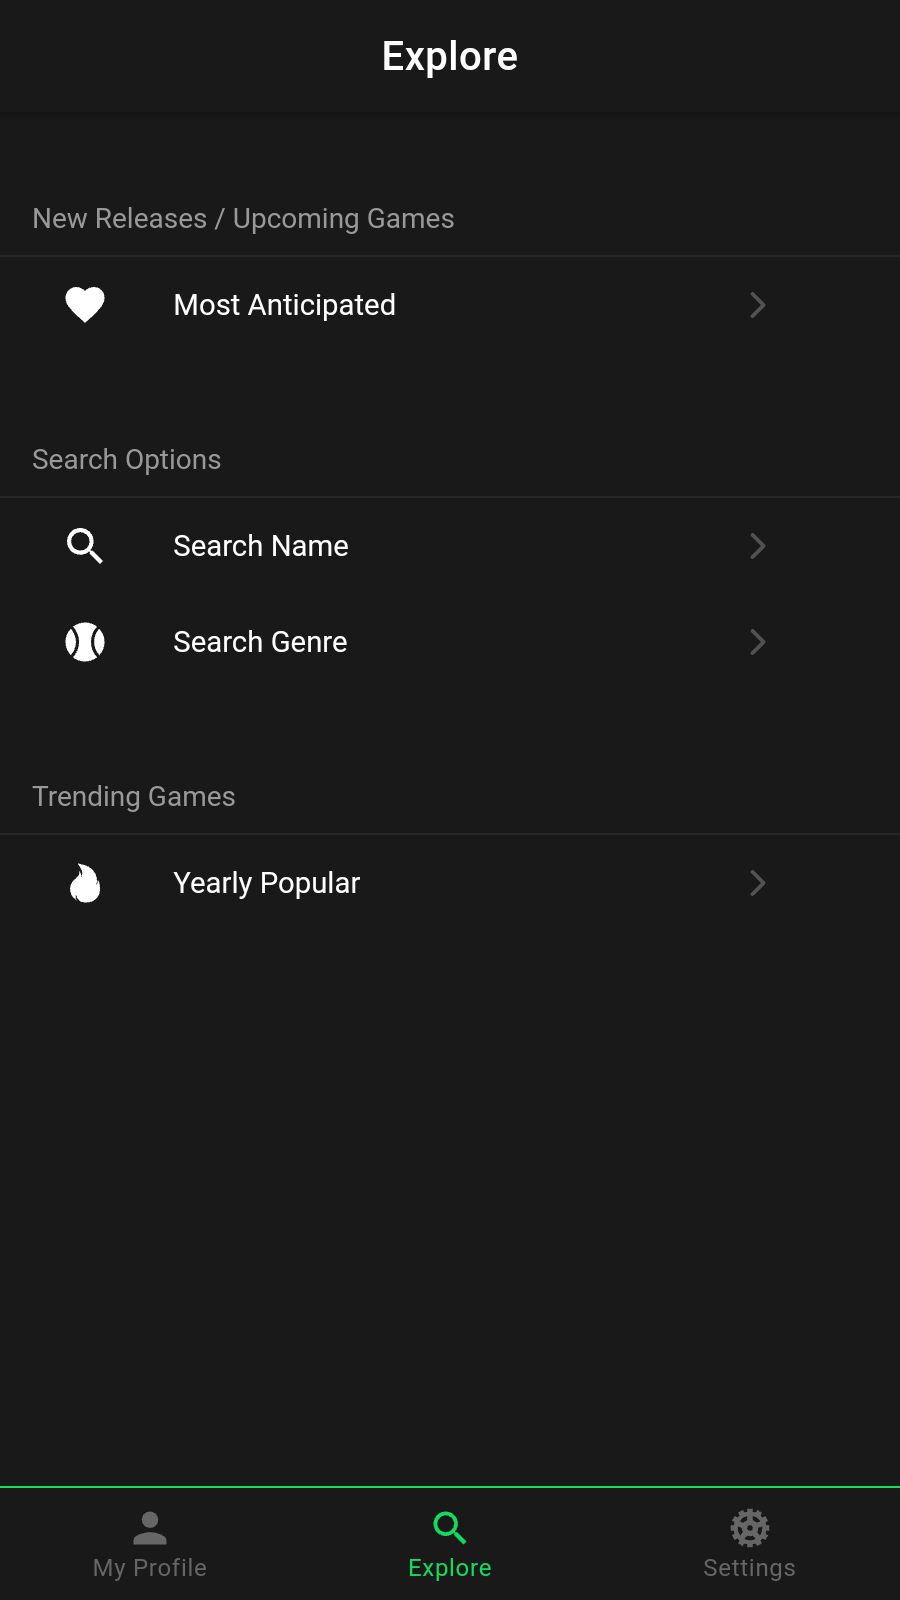 Explore
New Releases / Upcoming Games
Most Anticipated
Search Options
Search Name
Search Genre
Trending Games
Yearly Popular
My Profile
Explore
Settings